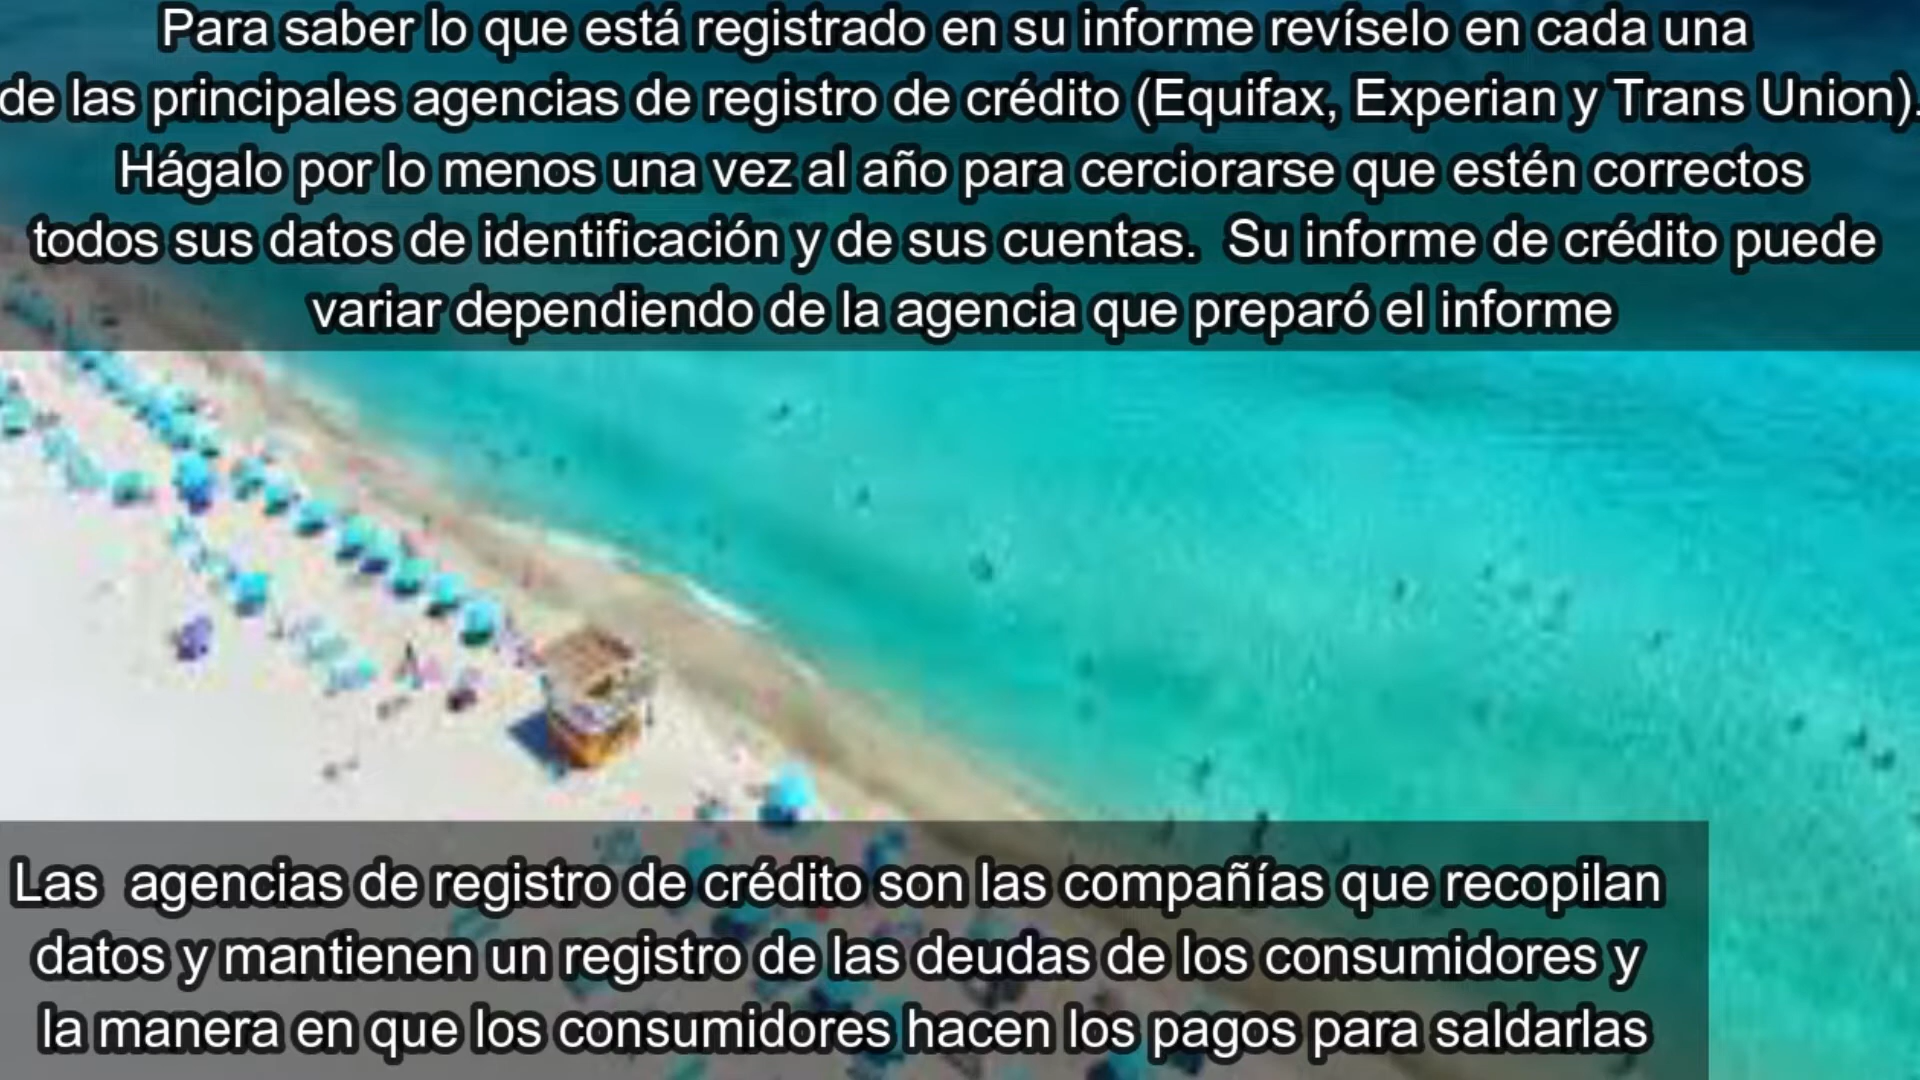 Para saber lo que está registrado en su informe revíselo en cada una
de las principales agencias de registro de crédito (Equifax, Experian y Trans Union).
Hágalo por lo menos una vez al año para cerciorarse que estén correctos
todos sus datos de identificación y de sus cuentas.  Su informe de crédito puede
variar dependiendo de la agencia que preparó el informe
Las  agencias de registro de crédito son las compañías que recopilan
datos y mantienen un registro de las deudas de los consumidores y
la manera en que los consumidores hacen los pagos para saldarlas